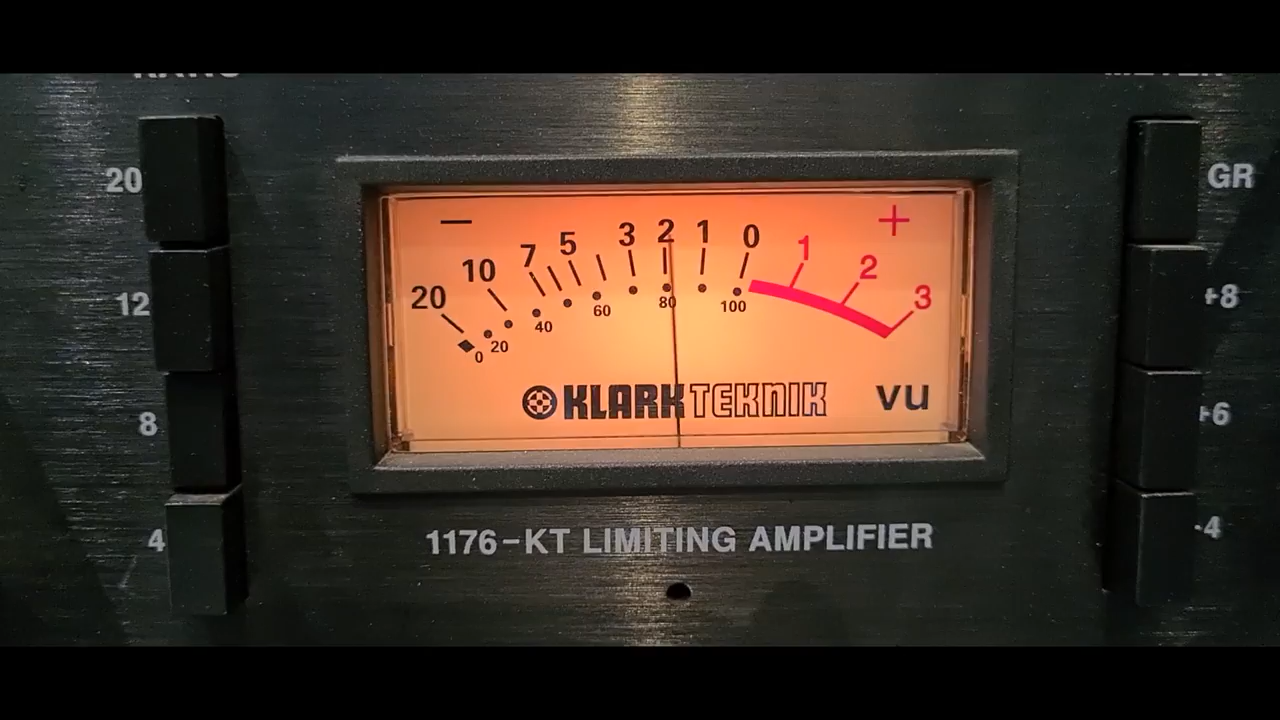 20
12
8
4
−
20 10 7 5 3 2 1 0 1 2 3
+
0 20 40 60 80 100
KLARK TEKNIK
VU
1176-KT LIMITING AMPLIFIER
GR
+8
+6